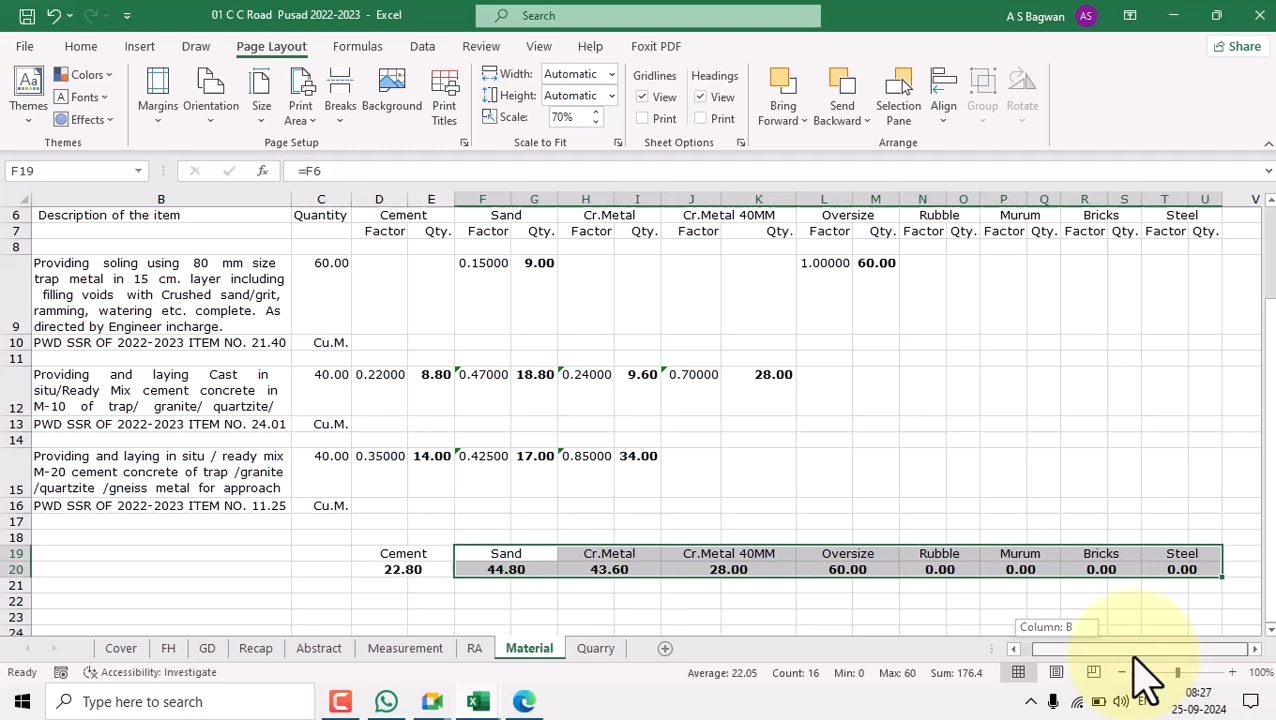 01 C C Road Pusad 2022-2023 - Excel
Search
A S Bagwan AS
File Home Insert Draw Page Layout Formulas Data Review View Help Foxit PDF Share
Themes
Colors
Fonts
Effects
Themes
Margins
Orientation
Size
Print Area
Breaks
Background
Print Titles
Page Setup
Width: Automatic
Height: Automatic
Scale: 70%
Scale to Fit
Gridlines
View
Print
Headings
View
Print
Sheet Options
Bring Forward
Send Backward
Selection Pane
Align
Group
Rotate
Arrange
F19 fx =F6
B C D E F G H I J K L M N O P Q R S T U V
6 Description of the item Quantity Cement Sand Cr.Metal Cr.Metal 40MM Oversize Rubble Murum Bricks Steel
7 Factor Qty. Factor Qty. Factor Qty. Factor Qty. Factor Qty. Factor Qty. Factor Qty. Factor Qty. Factor Qty.
8
Providing soling using 80 mm size 60.00 0.15000 9.00 1.00000 60.00
trap metal in 15 cm. layer including
filling voids with Crushed sand/grit,
ramming, watering etc. complete. As
9 directed by Engineer incharge.
10 PWD SSR OF 2022-2023 ITEM NO. 21.40 Cu.M.
11
Providing and laying Cast in 40.00 0.22000 8.80 0.47000 18.80 0.24000 9.60 0.70000 28.00
situ/Ready Mix cement concrete in
12 M-10 of trap/ granite/ quartzite/
13 PWD SSR OF 2022-2023 ITEM NO. 24.01 Cu.M.
14
Providing and laying in situ / ready mix 40.00 0.35000 14.00 0.42500 17.00 0.85000 34.00
M-20 cement concrete of trap /granite
15 /quartzite /gneiss metal for approach
16 PWD SSR OF 2022-2023 ITEM NO. 11.25 Cu.M.
17
18
19 Cement Sand Cr.Metal Cr.Metal 40MM Oversize Rubble Murum Bricks Steel
20 22.80 44.80 43.60 28.00 60.00 0.00 0.00 0.00 0.00
21
22
23
24
Column: B
Cover FH GD Recap Abstract Measurement RA Material Quarry
Ready Accessibility: Investigate Average: 22.05 Count: 16 Min: 0 Max: 60 Sum: 176.4 100%
Type here to search
08:27
25-09-2024